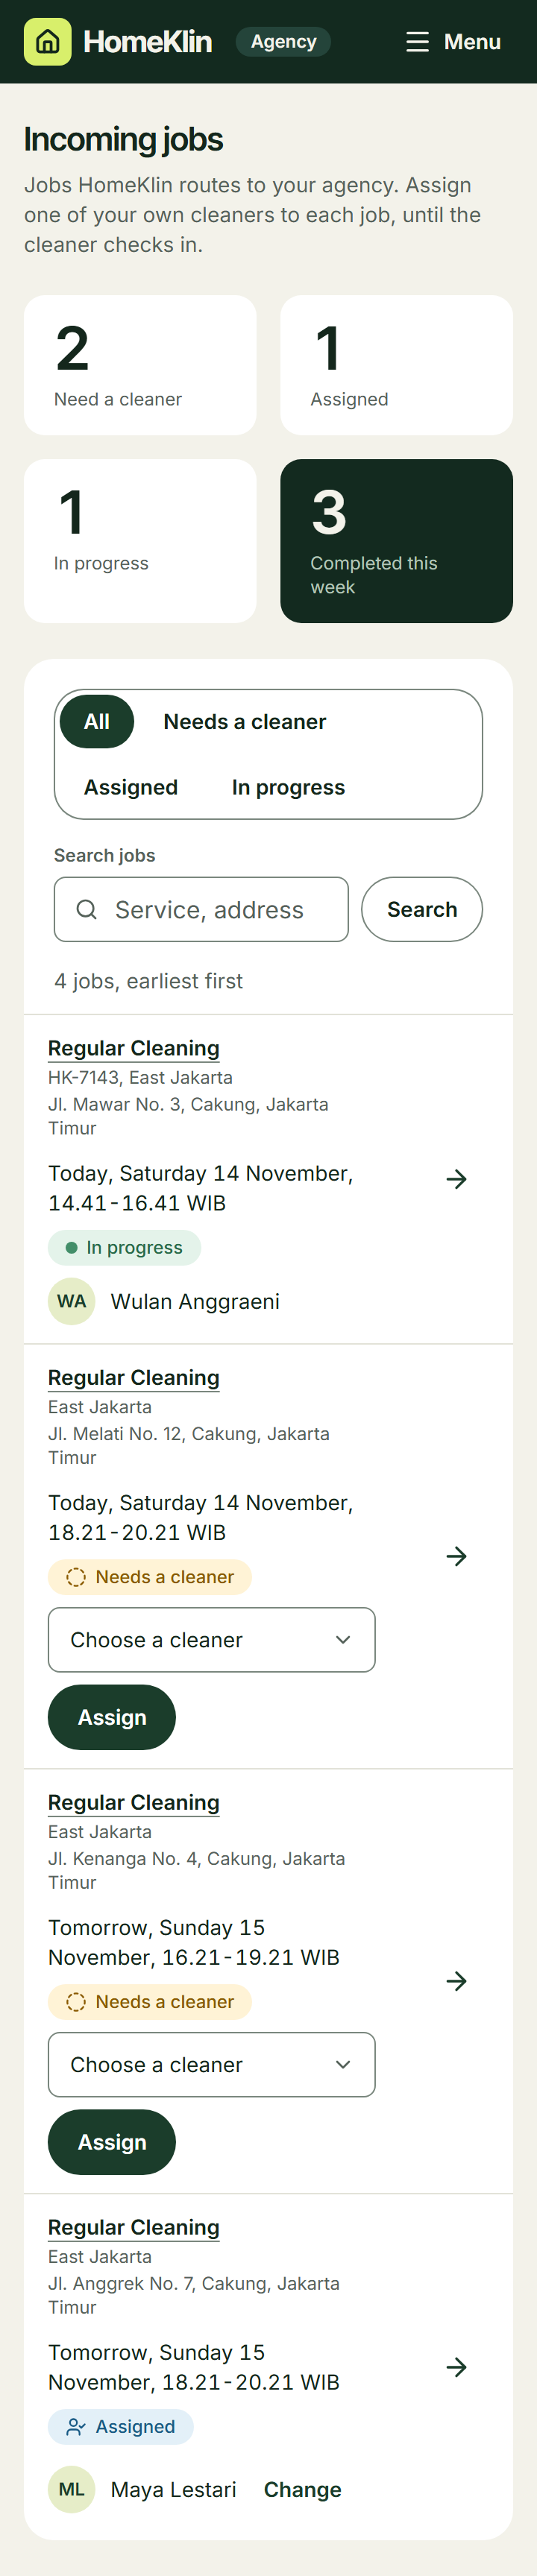 HomeKlin
Agency
Menu
Incoming jobs
Jobs HomeKlin routes to your agency. Assign
one of your own cleaners to each job, until the
cleaner checks in.
2
Need a cleaner
1
Assigned
1
In progress
3
Completed this
week
All
Needs a cleaner
Assigned
In progress
Search jobs
Service, address
Search
4 jobs, earliest first
Regular Cleaning
HK-7143, East Jakarta
Jl. Mawar No. 3, Cakung, Jakarta
Timur
Today, Saturday 14 November,
14.41-16.41 WIB
In progress
WA
Wulan Anggraeni
Regular Cleaning
East Jakarta
Jl. Melati No. 12, Cakung, Jakarta
Timur
Today, Saturday 14 November,
18.21-20.21 WIB
Needs a cleaner
Choose a cleaner
Assign
Regular Cleaning
East Jakarta
Jl. Kenanga No. 4, Cakung, Jakarta
Timur
Tomorrow, Sunday 15
November, 16.21-19.21 WIB
Needs a cleaner
Choose a cleaner
Assign
Regular Cleaning
East Jakarta
Jl. Anggrek No. 7, Cakung, Jakarta
Timur
Tomorrow, Sunday 15
November, 18.21-20.21 WIB
Assigned
ML
Maya Lestari
Change